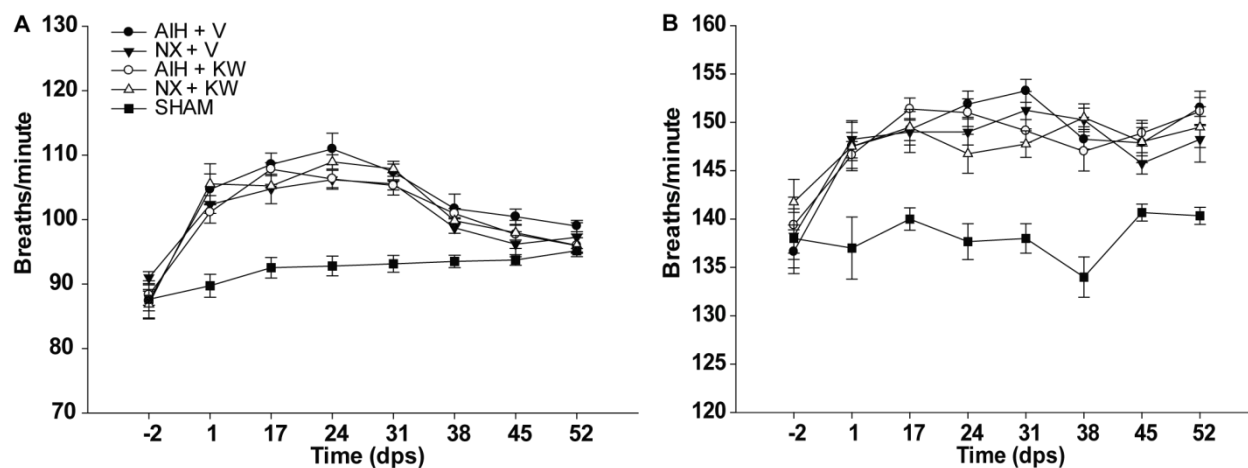 A
130
120
110
100
90
80
70
Breaths/minute
AIH + V
NX + V
AIH + KW
NX + KW
SHAM
-2 1 17 24 31 38 45 52
Time (dps)
B
160
155
150
145
140
135
130
125
120
Breaths/minute
-2 1 17 24 31 38 45 52
Time (dps)